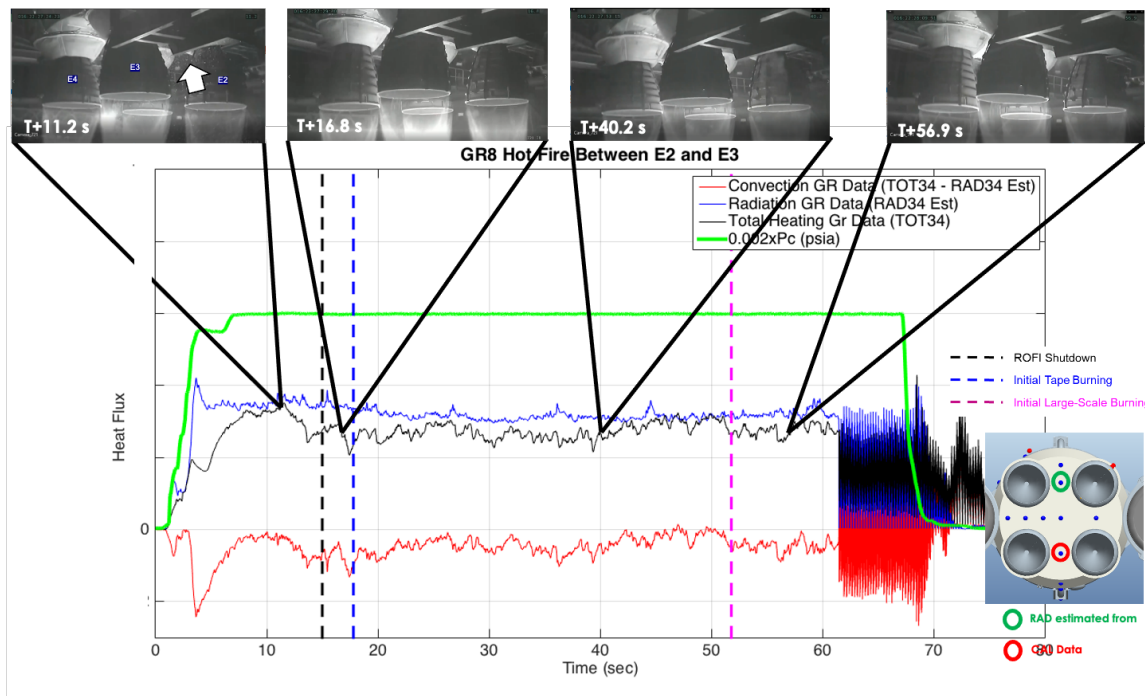 E4
E3
E2
T+11.2 s
T+16.8 s
T+40.2 s
T+56.9 s
GR8 Hot Fire Between E2 and E3
Convection GR Data (TOT34 - RAD34 Est)
Radiation GR Data (RAD34 Est)
Total Heating Gr Data (TOT34)
0.002xPc (psia)
Heat Flux
0
0 10 20 30 40 50 60 70 80
Time (sec)
ROFI Shutdown
Initial Tape Burning
Initial Large-Scale Burning
RAD estimated from
Data